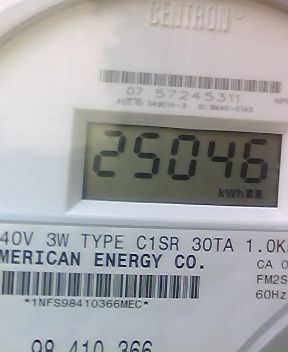 CENTRON®
07 57245311
25046
kWh
40V 3W TYPE C1SR 30TA 1.0K
MERICAN ENERGY CO.
CA 0
FM2S
60Hz
*1NFS98410366MEC*
98 410 366